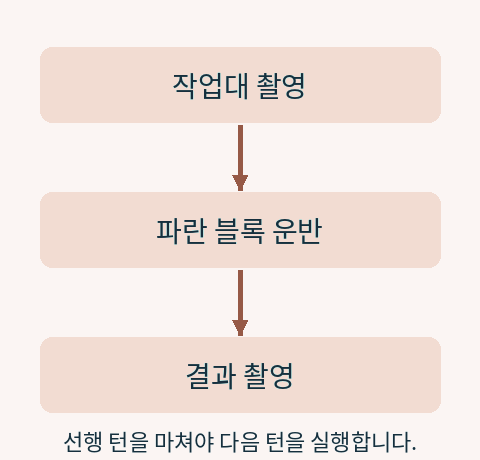 작업대 촬영
파란 블록 운반
결과 촬영
선행 턴을 마쳐야 다음 턴을 실행합니다.